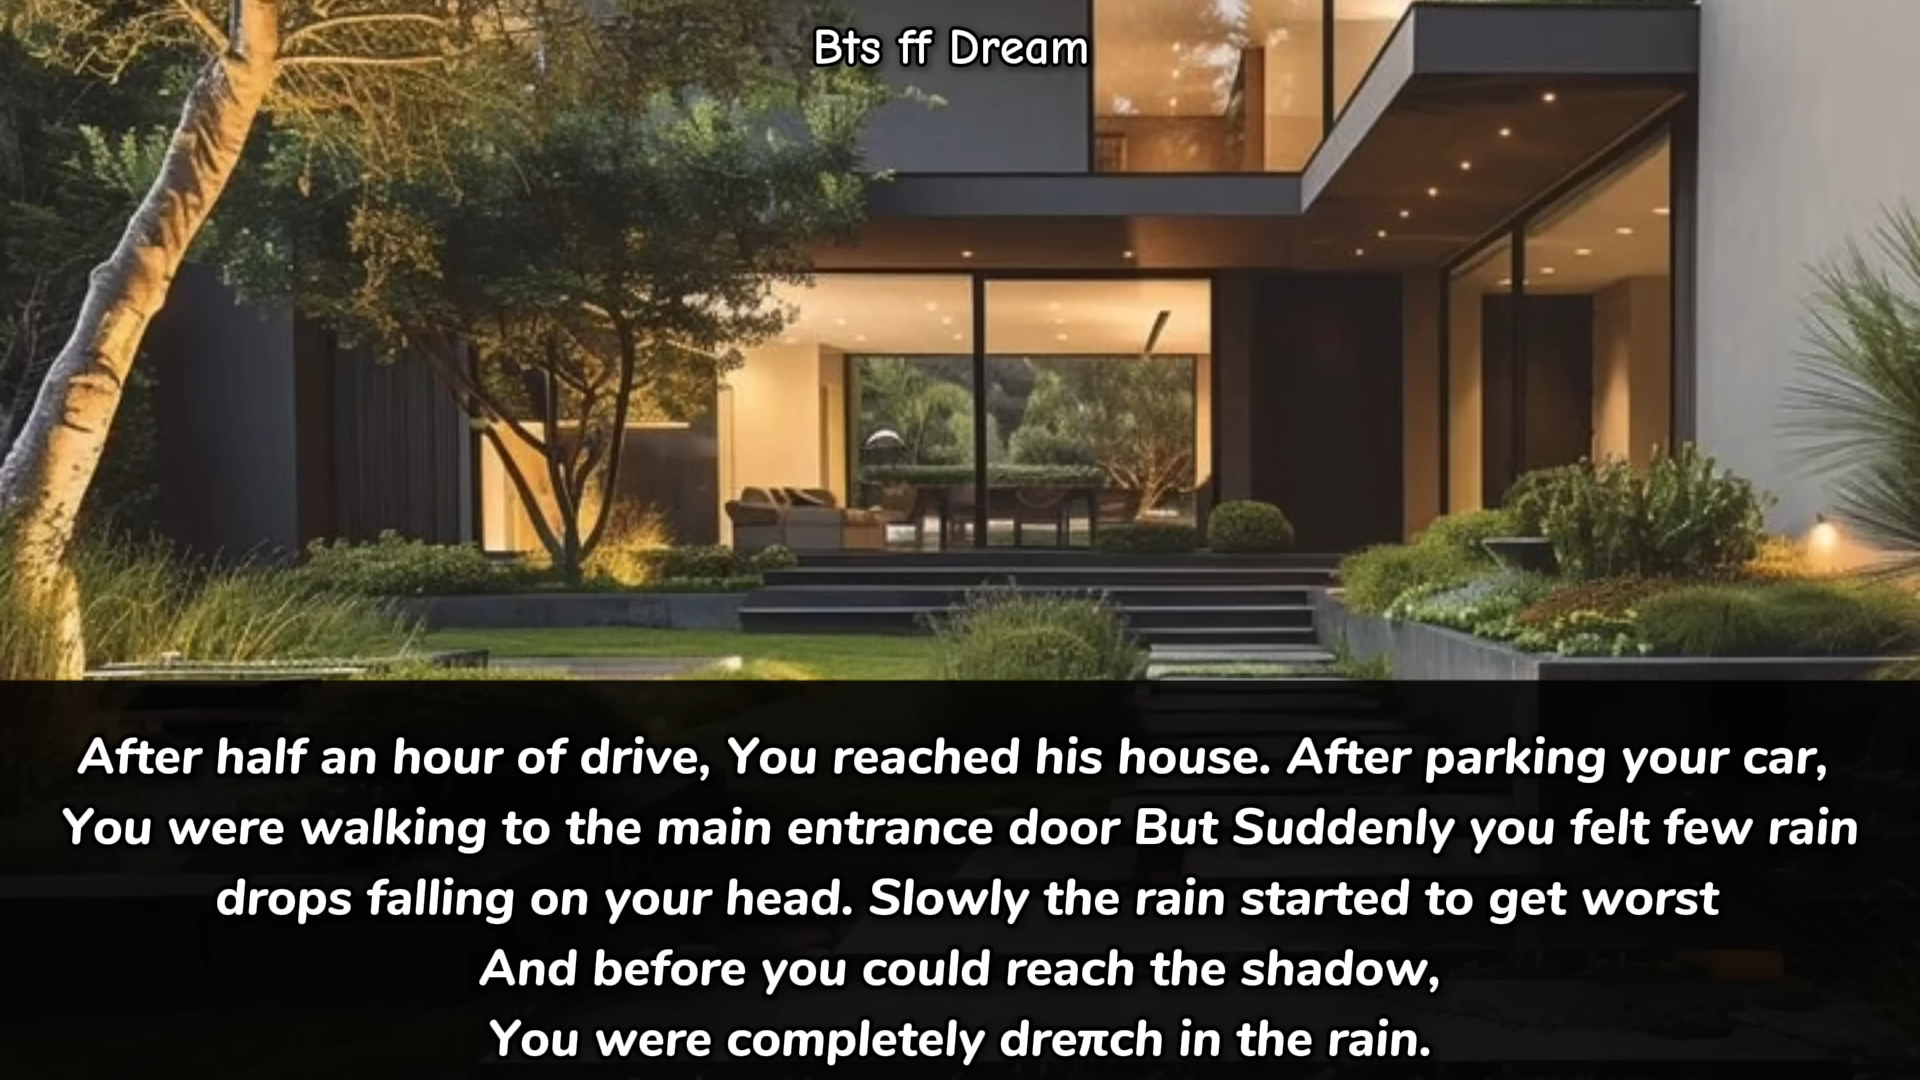 Bts ff Dream
After half an hour of drive, You reached his house. After parking your car,
You were walking to the main entrance door But Suddenly you felt few rain
drops falling on your head. Slowly the rain started to get worst
And before you could reach the shadow,
You were completely dreπch in the rain.